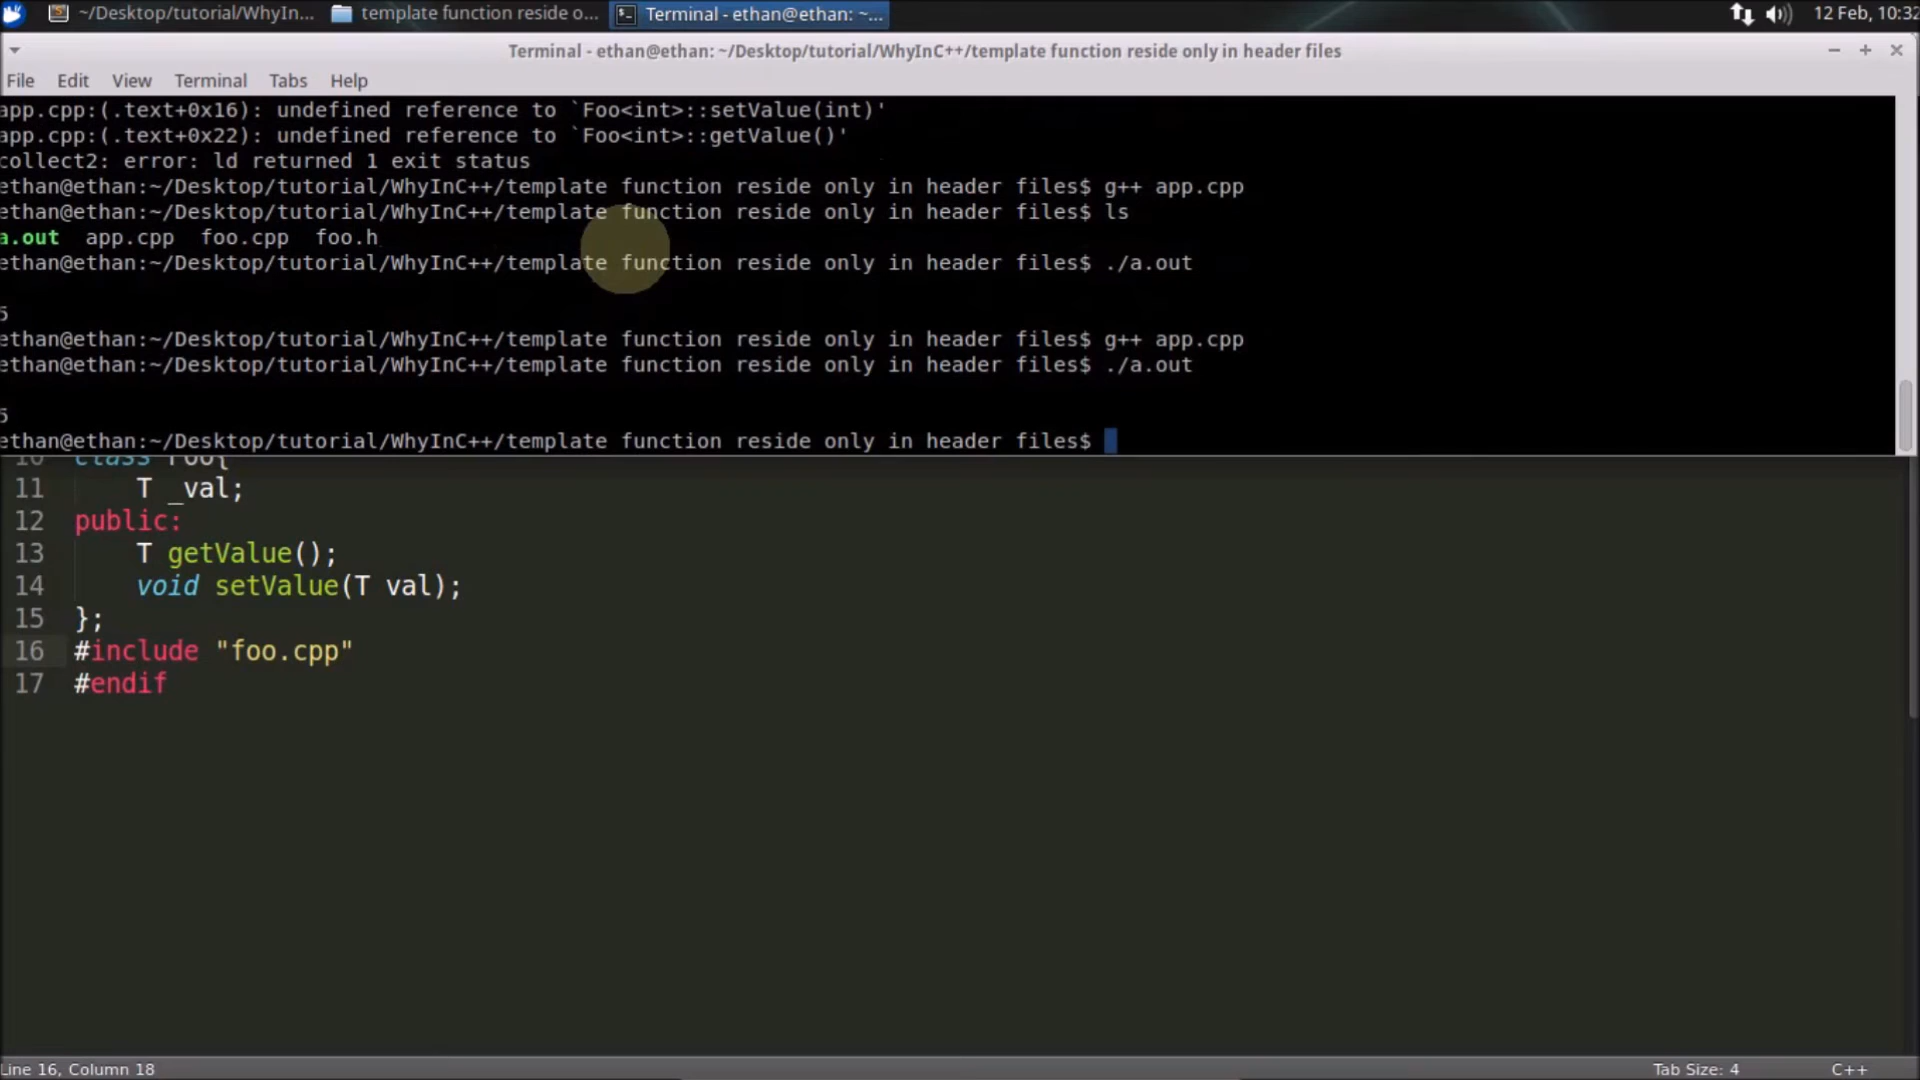 ~/Desktop/tutorial/WhyIn... template function reside o... Terminal - ethan@ethan: ~... 12 Feb, 10:32
Terminal - ethan@ethan: ~/Desktop/tutorial/WhyInC++/template function reside only in header files
File Edit View Terminal Tabs Help
app.cpp:(.text+0x16): undefined reference to `Foo<int>::setValue(int)'
app.cpp:(.text+0x22): undefined reference to `Foo<int>::getValue()'
collect2: error: ld returned 1 exit status
ethan@ethan:~/Desktop/tutorial/WhyInC++/template function reside only in header files$ g++ app.cpp
ethan@ethan:~/Desktop/tutorial/WhyInC++/template function reside only in header files$ ls
a.out app.cpp foo.cpp foo.h
ethan@ethan:~/Desktop/tutorial/WhyInC++/template function reside only in header files$ ./a.out
5
ethan@ethan:~/Desktop/tutorial/WhyInC++/template function reside only in header files$ g++ app.cpp
ethan@ethan:~/Desktop/tutorial/WhyInC++/template function reside only in header files$ ./a.out
5
ethan@ethan:~/Desktop/tutorial/WhyInC++/template function reside only in header files$
10 class Foo{
11 T _val;
12 public:
13 T getValue();
14 void setValue(T val);
15 };
16 #include "foo.cpp"
17 #endif
Line 16, Column 18 Tab Size: 4 C++